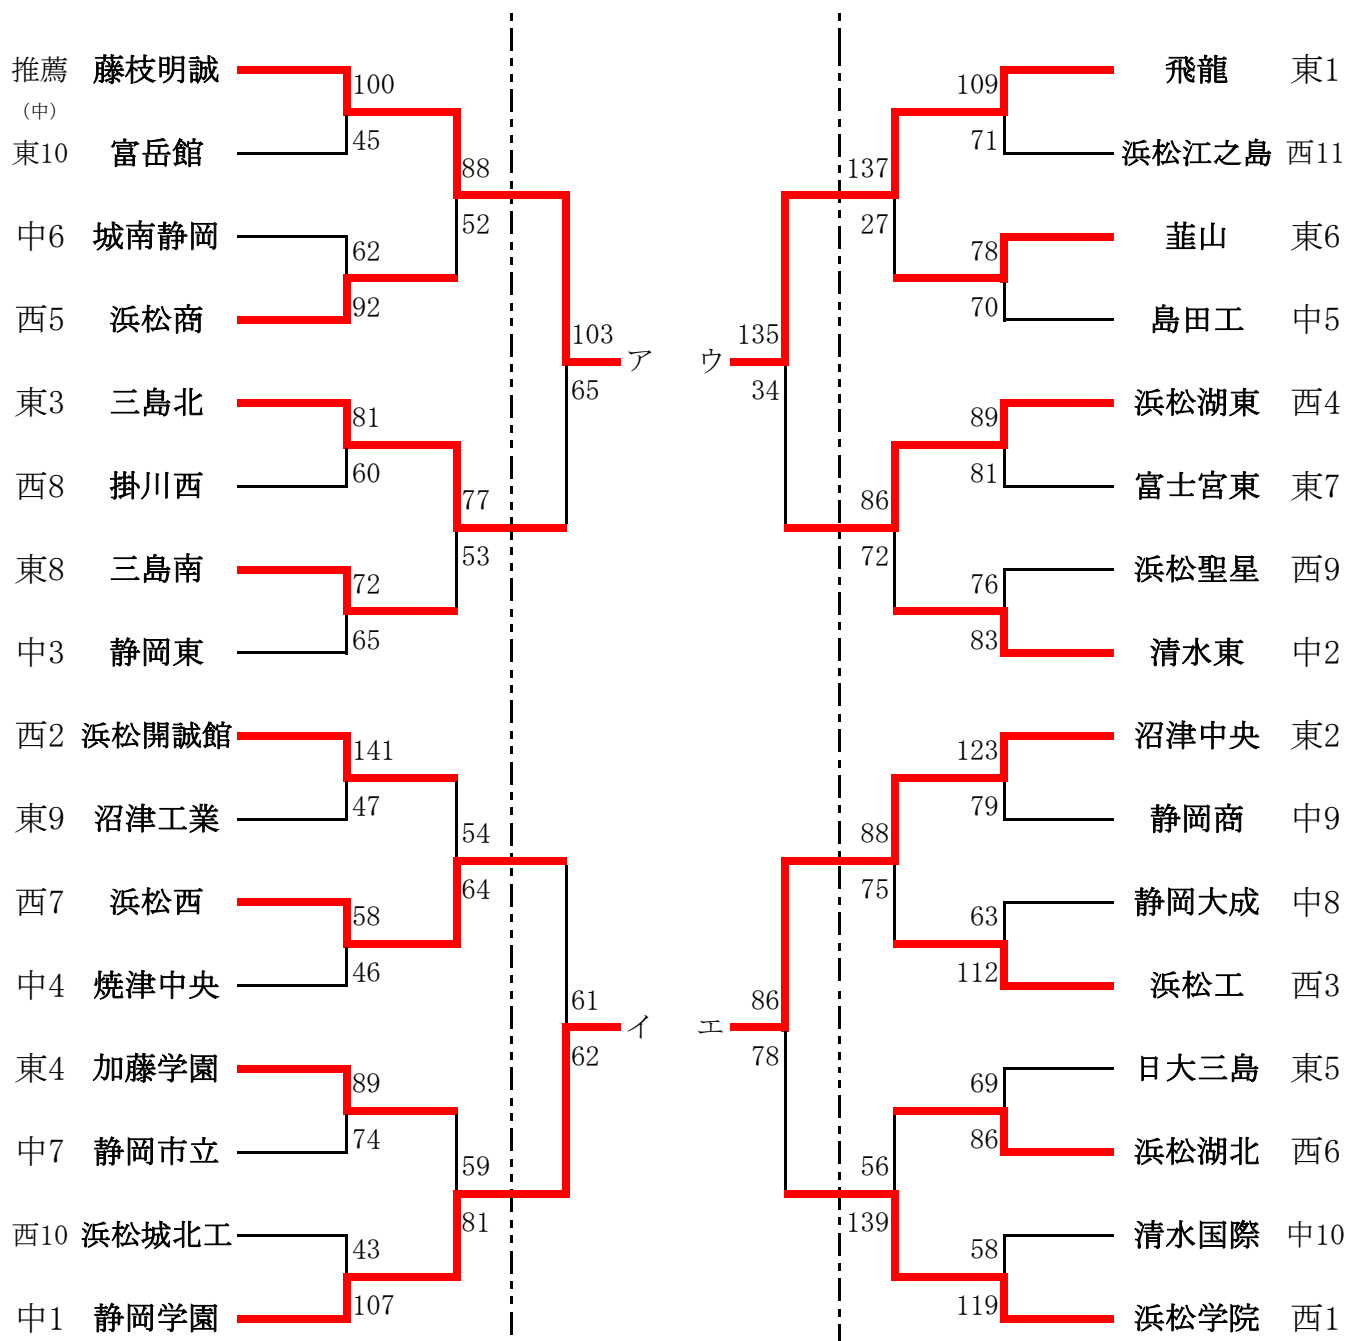 推薦 藤枝明誠 100 109 飛龍 東1
（中）
東10 富岳館 45 71 浜松江之島 西11
88 137
52 27
中6 城南静岡 62 78 韮山 東6
西5 浜松商 92 70 島田工 中5
103 135
ア ウ
65 34
東3 三島北 81 89 浜松湖東 西4
西8 掛川西 60 81 富士宮東 東7
77 86
53 72
東8 三島南 72 76 浜松聖星 西9
中3 静岡東 65 83 清水東 中2
西2 浜松開誠館 141 123 沼津中央 東2
東9 沼津工業 47 79 静岡商 中9
54 88
64 75
西7 浜松西 58 63 静岡大成 中8
中4 焼津中央 46 112 浜松工 西3
61 86
イ エ
62 78
東4 加藤学園 89 69 日大三島 東5
中7 静岡市立 74 86 浜松湖北 西6
59 56
81 139
西10 浜松城北工 43 58 清水国際 中10
中1 静岡学園 107 119 浜松学院 西1